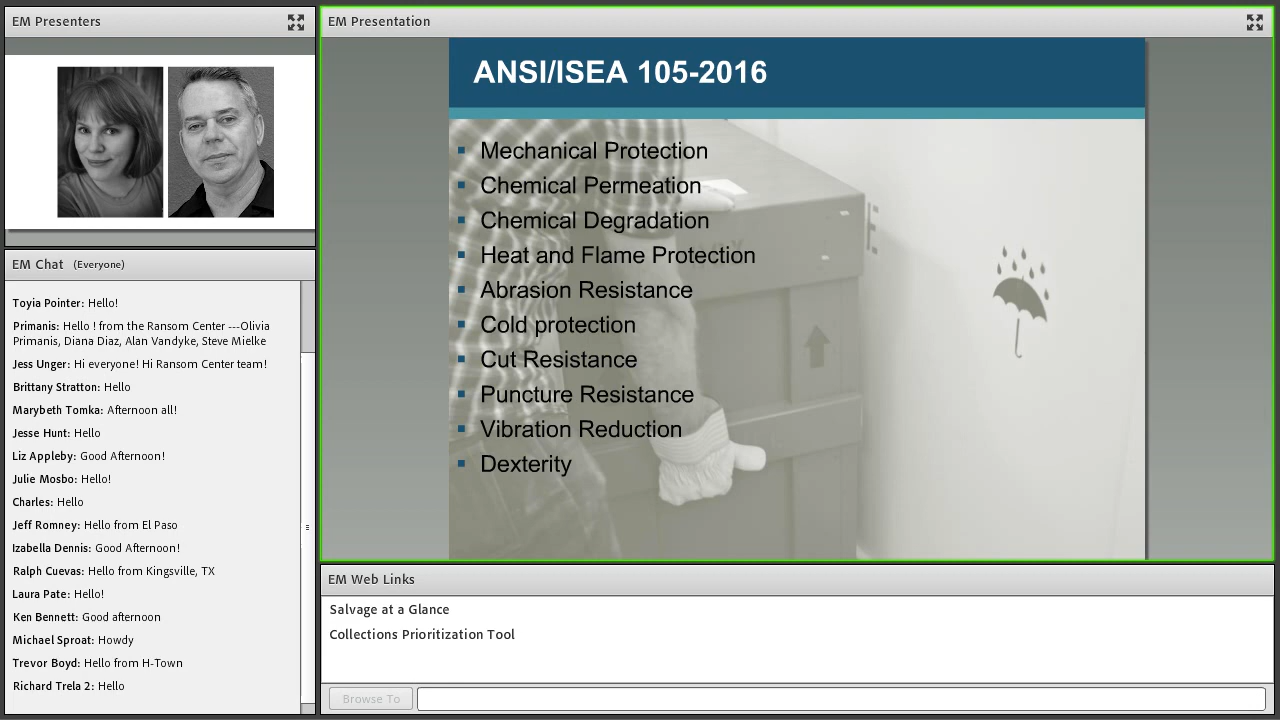 EM Presenters
EM Chat (Everyone)
Toyia Pointer: Hello!
Primanis: Hello ! from the Ransom Center ---Olivia
Primanis, Diana Diaz, Alan Vandyke, Steve Mielke
Jess Unger: Hi everyone! Hi Ransom Center team!
Brittany Stratton: Hello
Marybeth Tomka: Afternoon all!
Jesse Hunt: Hello
Liz Appleby: Good Afternoon!
Julie Mosbo: Hello!
Charles: Hello
Jeff Romney: Hello from El Paso
Izabella Dennis: Good Afternoon!
Ralph Cuevas: Hello from Kingsville, TX
Laura Pate: Hello!
Ken Bennett: Good afternoon
Michael Sproat: Howdy
Trevor Boyd: Hello from H-Town
Richard Trela 2: Hello
EM Presentation
ANSI/ISEA 105-2016
Mechanical Protection
Chemical Permeation
Chemical Degradation
Heat and Flame Protection
Abrasion Resistance
Cold protection
Cut Resistance
Puncture Resistance
Vibration Reduction
Dexterity
EM Web Links
Salvage at a Glance
Collections Prioritization Tool
Browse To